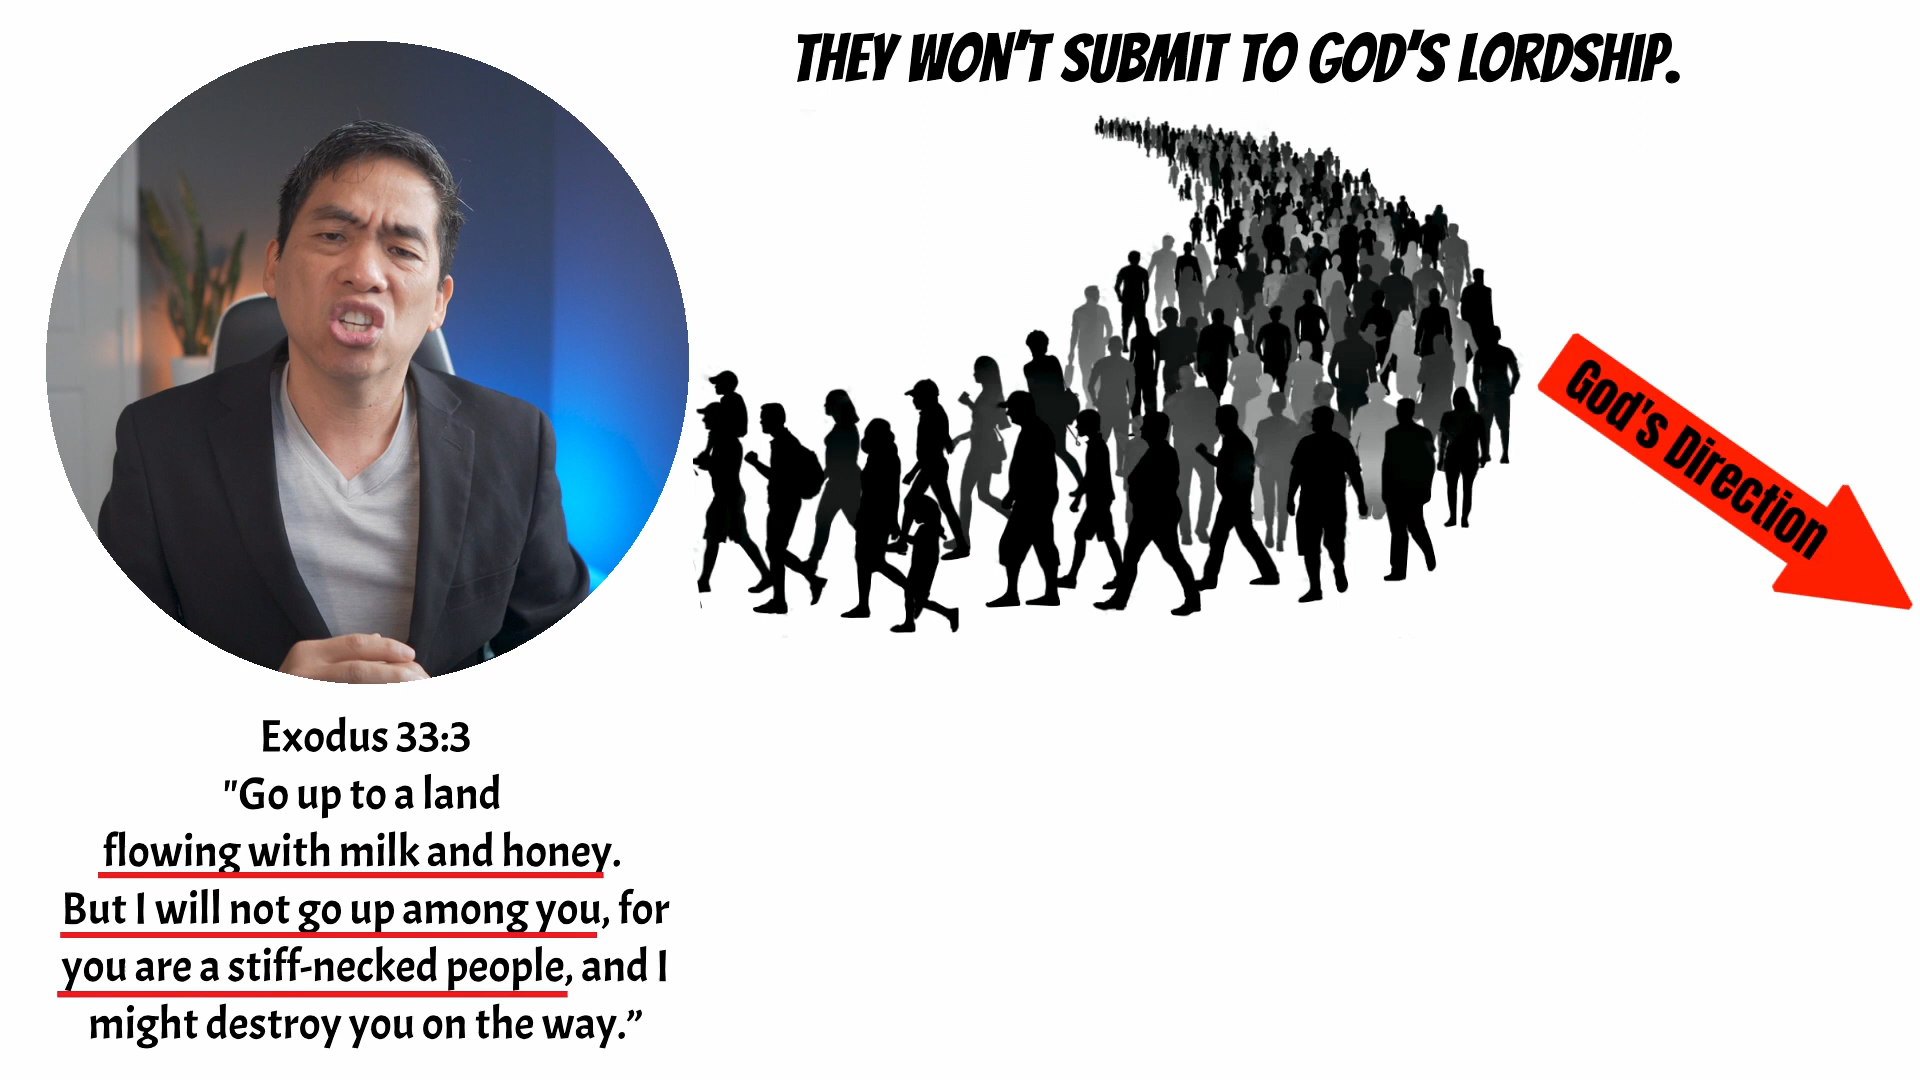 THEY WON'T SUBMIT TO GOD'S LORDSHIP.
God's Direction
Exodus 33:3
"Go up to a land
flowing with milk and honey.
But I will not go up among you, for
you are a stiff-necked people, and I
might destroy you on the way.”